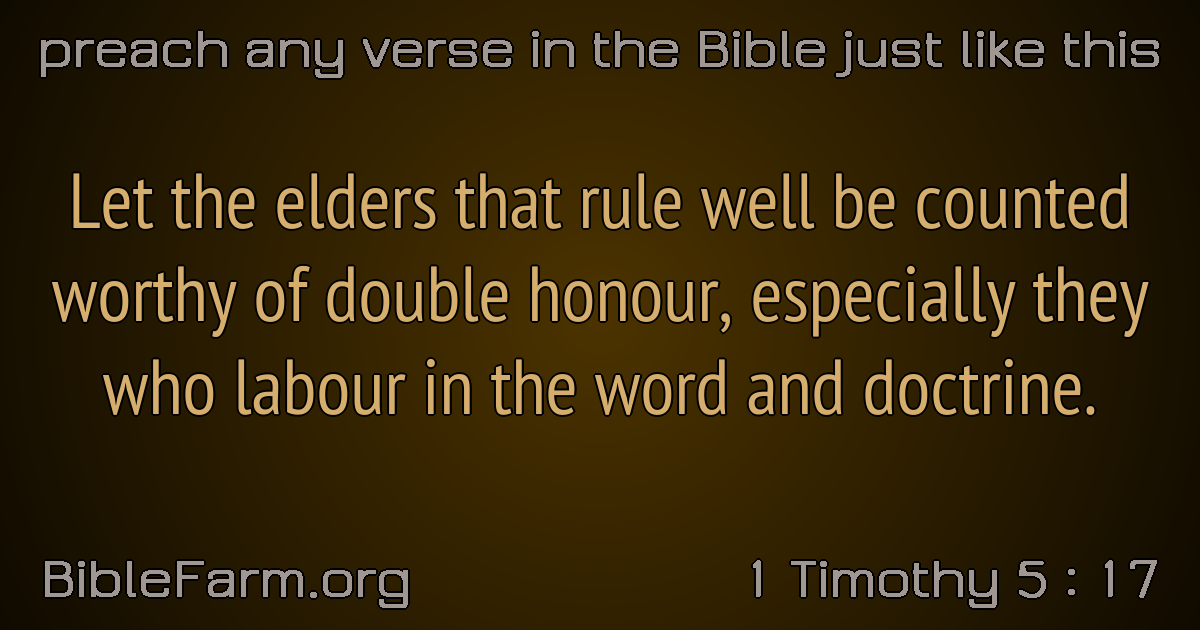 preach any verse in the Bible just like this
Let the elders that rule well be counted
worthy of double honour, especially they
who labour in the word and doctrine.
BibleFarm.org
1 Timothy 5 : 17